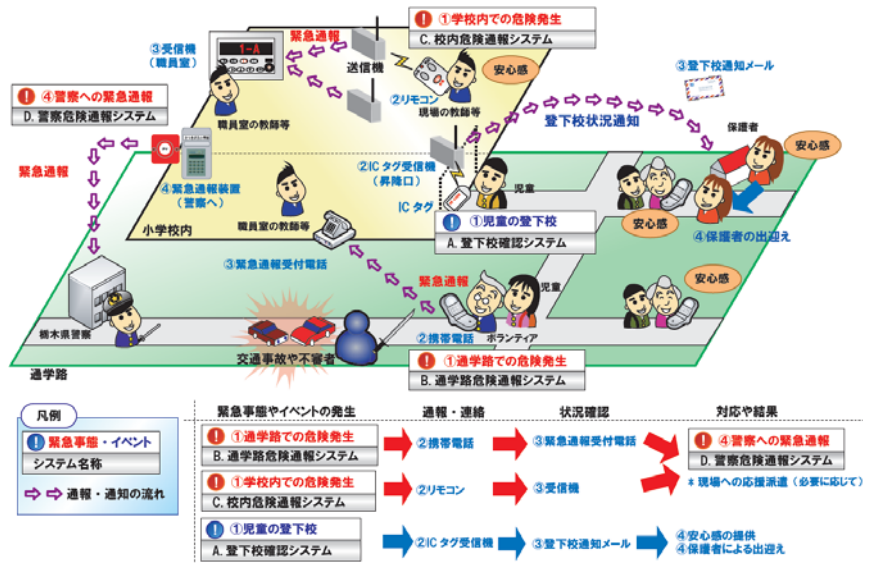 ! ①学校内での危険発生
C. 校内危険通報システム
緊急通報
③受信機
(職員室)
1-A
送信機
安心感
②リモコン
現場の教師等
職員室の教師等
③登下校通知メール
登下校状況通知
保護者
安心感
! ④警察への緊急通報
D. 警察危険通報システム
緊急通報
④緊急通報装置
(警察へ)
②ICタグ受信機
(昇降口)
ICタグ
児童
! ①児童の登下校
A. 登下校確認システム
安心感
④保護者の出迎え
小学校内
職員室の教師等
③緊急通報受付電話
緊急通報
児童
安心感
栃木県警察
交通事故や不審者
②携帯電話
ボランティア
! ①通学路での危険発生
B. 通学路危険通報システム
通学路
凡例
! 緊急事態・イベント
システム名称
通報・通知の流れ
緊急事態やイベントの発生 通報・連絡 状況確認 対応や結果
! ①通学路での危険発生
B. 通学路危険通報システム
②携帯電話
③緊急通報受付電話
! ④警察への緊急通報
D. 警察危険通報システム
* 現場への応援派遣(必要に応じて)
! ①学校内での危険発生
C. 校内危険通報システム
②リモコン
③受信機
! ①児童の登下校
A. 登下校確認システム
②ICタグ受信機
③登下校通知メール
④安心感の提供
④保護者による出迎え